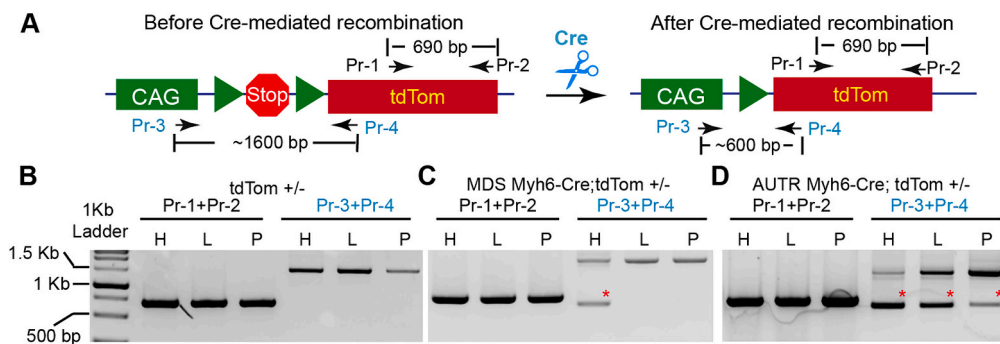 A
Before Cre-mediated recombination
After Cre-mediated recombination
690 bp
Cre
690 bp
Pr-1
Pr-2
Pr-1
Pr-2
CAG
Stop
tdTom
CAG
tdTom
Pr-3
Pr-4
Pr-3
Pr-4
~1600 bp
~600 bp
B
tdTom +/-
C
MDS Myh6-Cre;tdTom +/-
D
AUTR Myh6-Cre; tdTom +/-
1Kb
Ladder
Pr-1+Pr-2
Pr-3+Pr-4
Pr-1+Pr-2
Pr-3+Pr-4
Pr-1+Pr-2
Pr-3+Pr-4
H L P H L P
H L P H L P
H L P H L P
1.5 Kb
1 Kb
500 bp
*
* * *